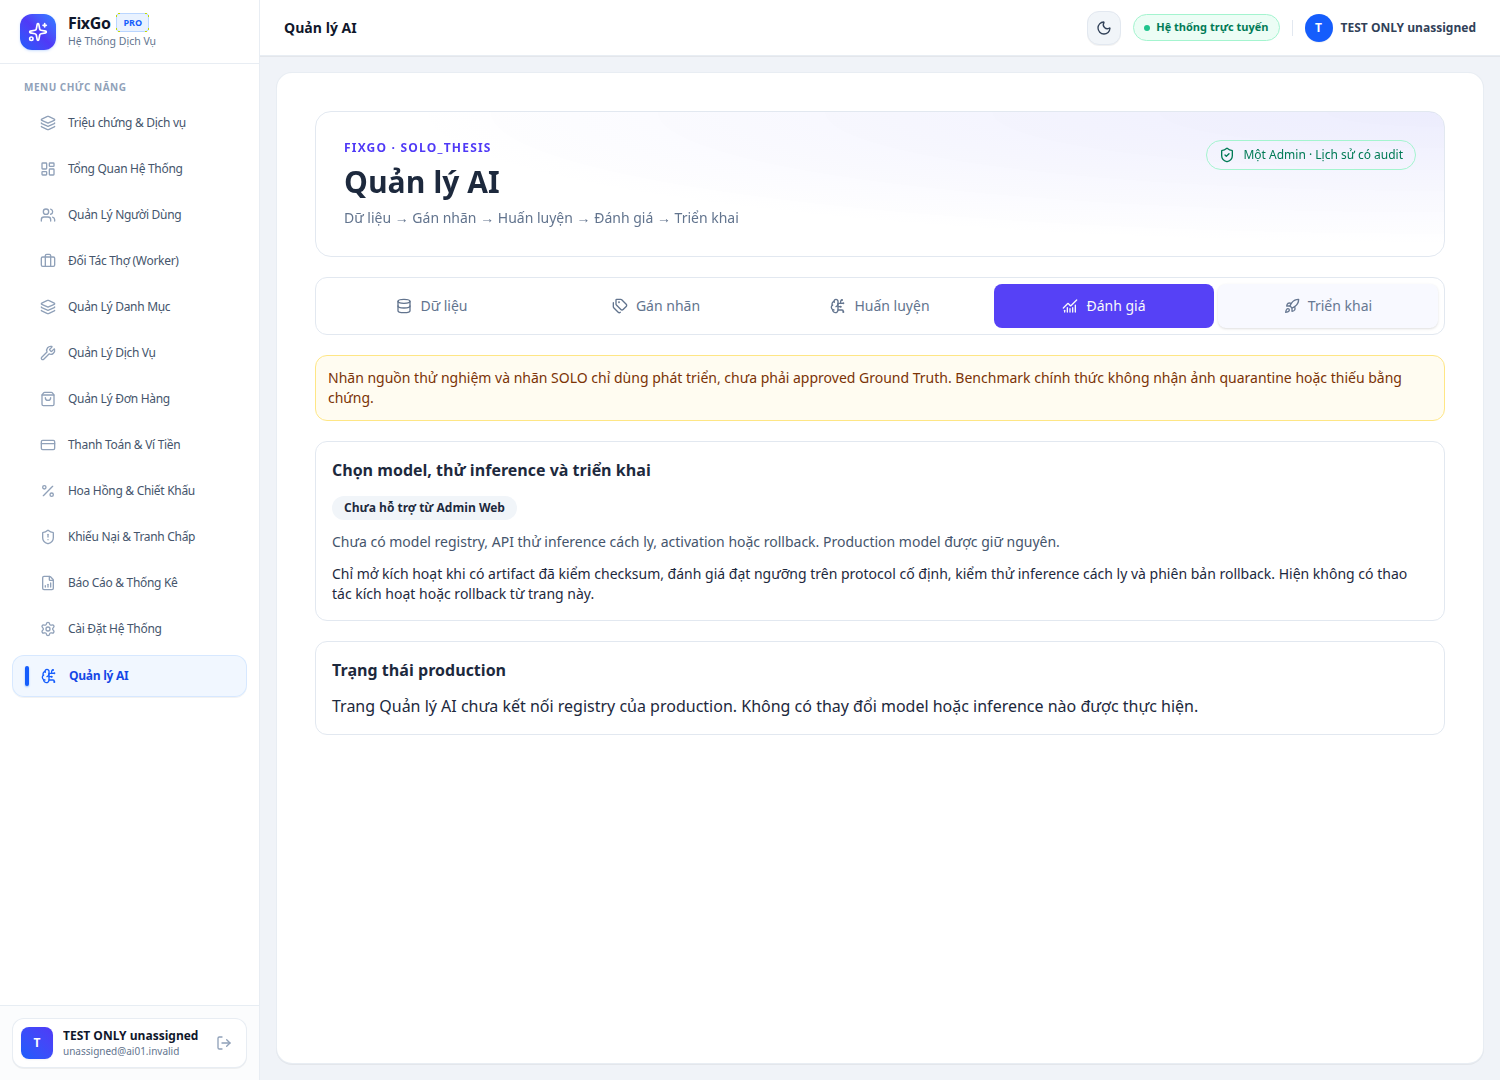 FixGo PRO
Hệ Thống Dịch Vụ
MENU CHỨC NĂNG
Triệu chứng & Dịch vụ
Tổng Quan Hệ Thống
Quản Lý Người Dùng
Đối Tác Thợ (Worker)
Quản Lý Danh Mục
Quản Lý Dịch Vụ
Quản Lý Đơn Hàng
Thanh Toán & Ví Tiền
Hoa Hồng & Chiết Khấu
Khiếu Nại & Tranh Chấp
Báo Cáo & Thống Kê
Cài Đặt Hệ Thống
Quản lý AI
T
TEST ONLY unassigned
unassigned@ai01.invalid
Quản lý AI
Hệ thống trực tuyến
T TEST ONLY unassigned
FIXGO · SOLO_THESIS
Quản lý AI
Dữ liệu → Gán nhãn → Huấn luyện → Đánh giá → Triển khai
Một Admin · Lịch sử có audit
Dữ liệu
Gán nhãn
Huấn luyện
Đánh giá
Triển khai
Nhãn nguồn thử nghiệm và nhãn SOLO chỉ dùng phát triển, chưa phải approved Ground Truth. Benchmark chính thức không nhận ảnh quarantine hoặc thiếu bằng
chứng.
Chọn model, thử inference và triển khai
Chưa hỗ trợ từ Admin Web
Chưa có model registry, API thử inference cách ly, activation hoặc rollback. Production model được giữ nguyên.
Chỉ mở kích hoạt khi có artifact đã kiểm checksum, đánh giá đạt ngưỡng trên protocol cố định, kiểm thử inference cách ly và phiên bản rollback. Hiện không có thao
tác kích hoạt hoặc rollback từ trang này.
Trạng thái production
Trang Quản lý AI chưa kết nối registry của production. Không có thay đổi model hoặc inference nào được thực hiện.